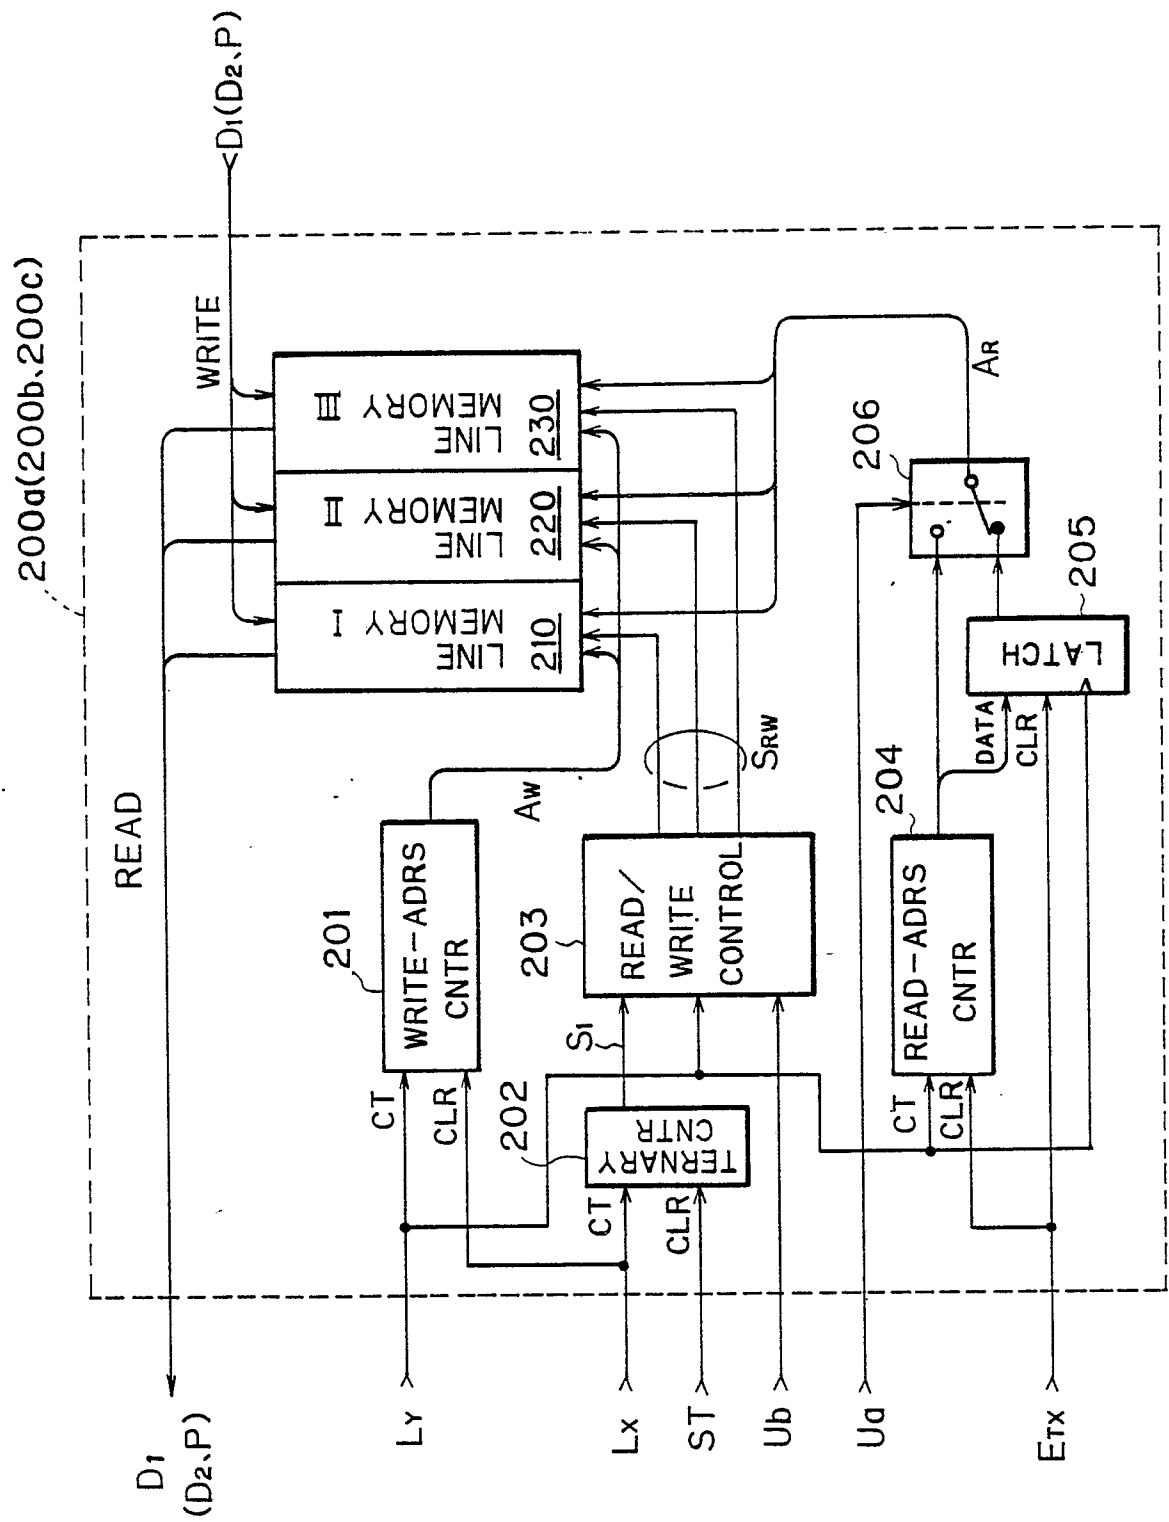 200a(200b、200c)
D1(D2、P)
WRITE
READ
D1
(D2、P)
LINE
MEMORY I
210
LINE
MEMORY II
220
LINE
MEMORY III
230
201
WRITE-ADRS
CNTR
CT
CLR
AW
LY
202
TERNARY
CNTR
CT
CLR
S1
LX
ST
203
READ/
WRITE
CONTROL
SRW
Ub
Ua
204
READ-ADRS
CNTR
CT
CLR
DATA
CLR
205
LATCH
206
AR
ETX